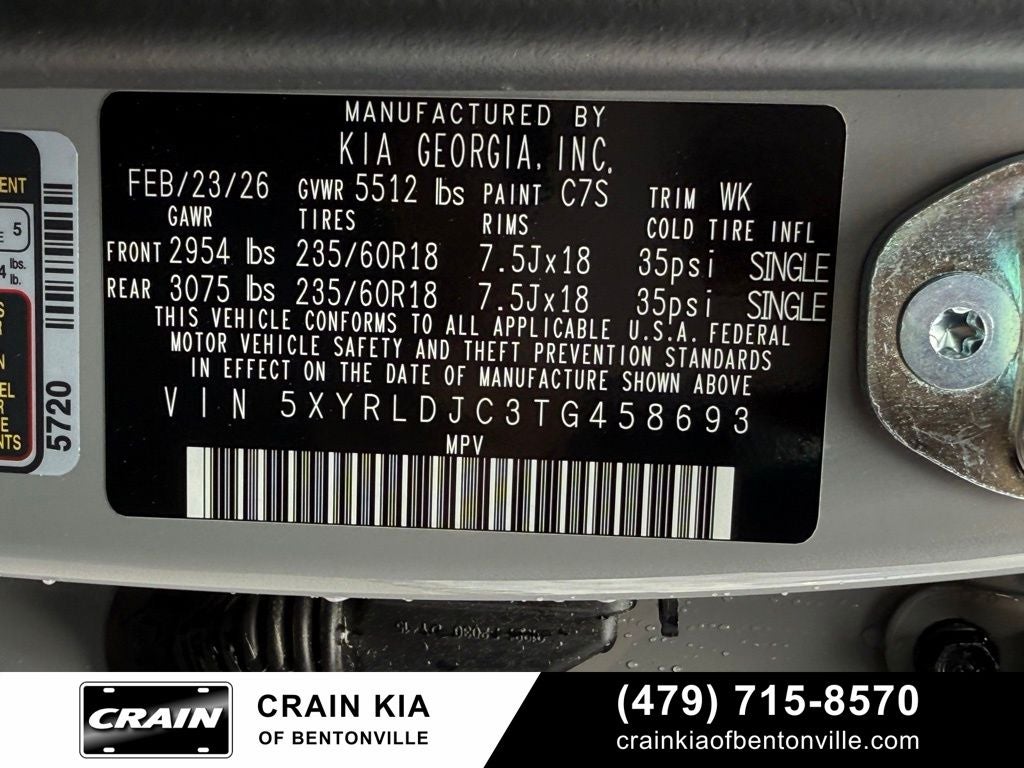 MANUFACTURED BY
KIA GEORGIA, INC.
FEB/23/26 GVWR 5512 lbs PAINT C7S TRIM WK
GAWR TIRES RIMS COLD TIRE INFL
FRONT 2954 lbs 235/60R18 7.5Jx18 35psi SINGLE
REAR 3075 lbs 235/60R18 7.5Jx18 35psi SINGLE
THIS VEHICLE CONFORMS TO ALL APPLICABLE U.S.A. FEDERAL
MOTOR VEHICLE SAFETY AND THEFT PREVENTION STANDARDS
IN EFFECT ON THE DATE OF MANUFACTURE SHOWN ABOVE
VIN 5XYRLDJC3TG458693
MPV
5
lbs.
lb.
5720
CRAIN
CRAIN KIA
OF BENTONVILLE
(479) 715-8570
crainkiaofbentonville.com